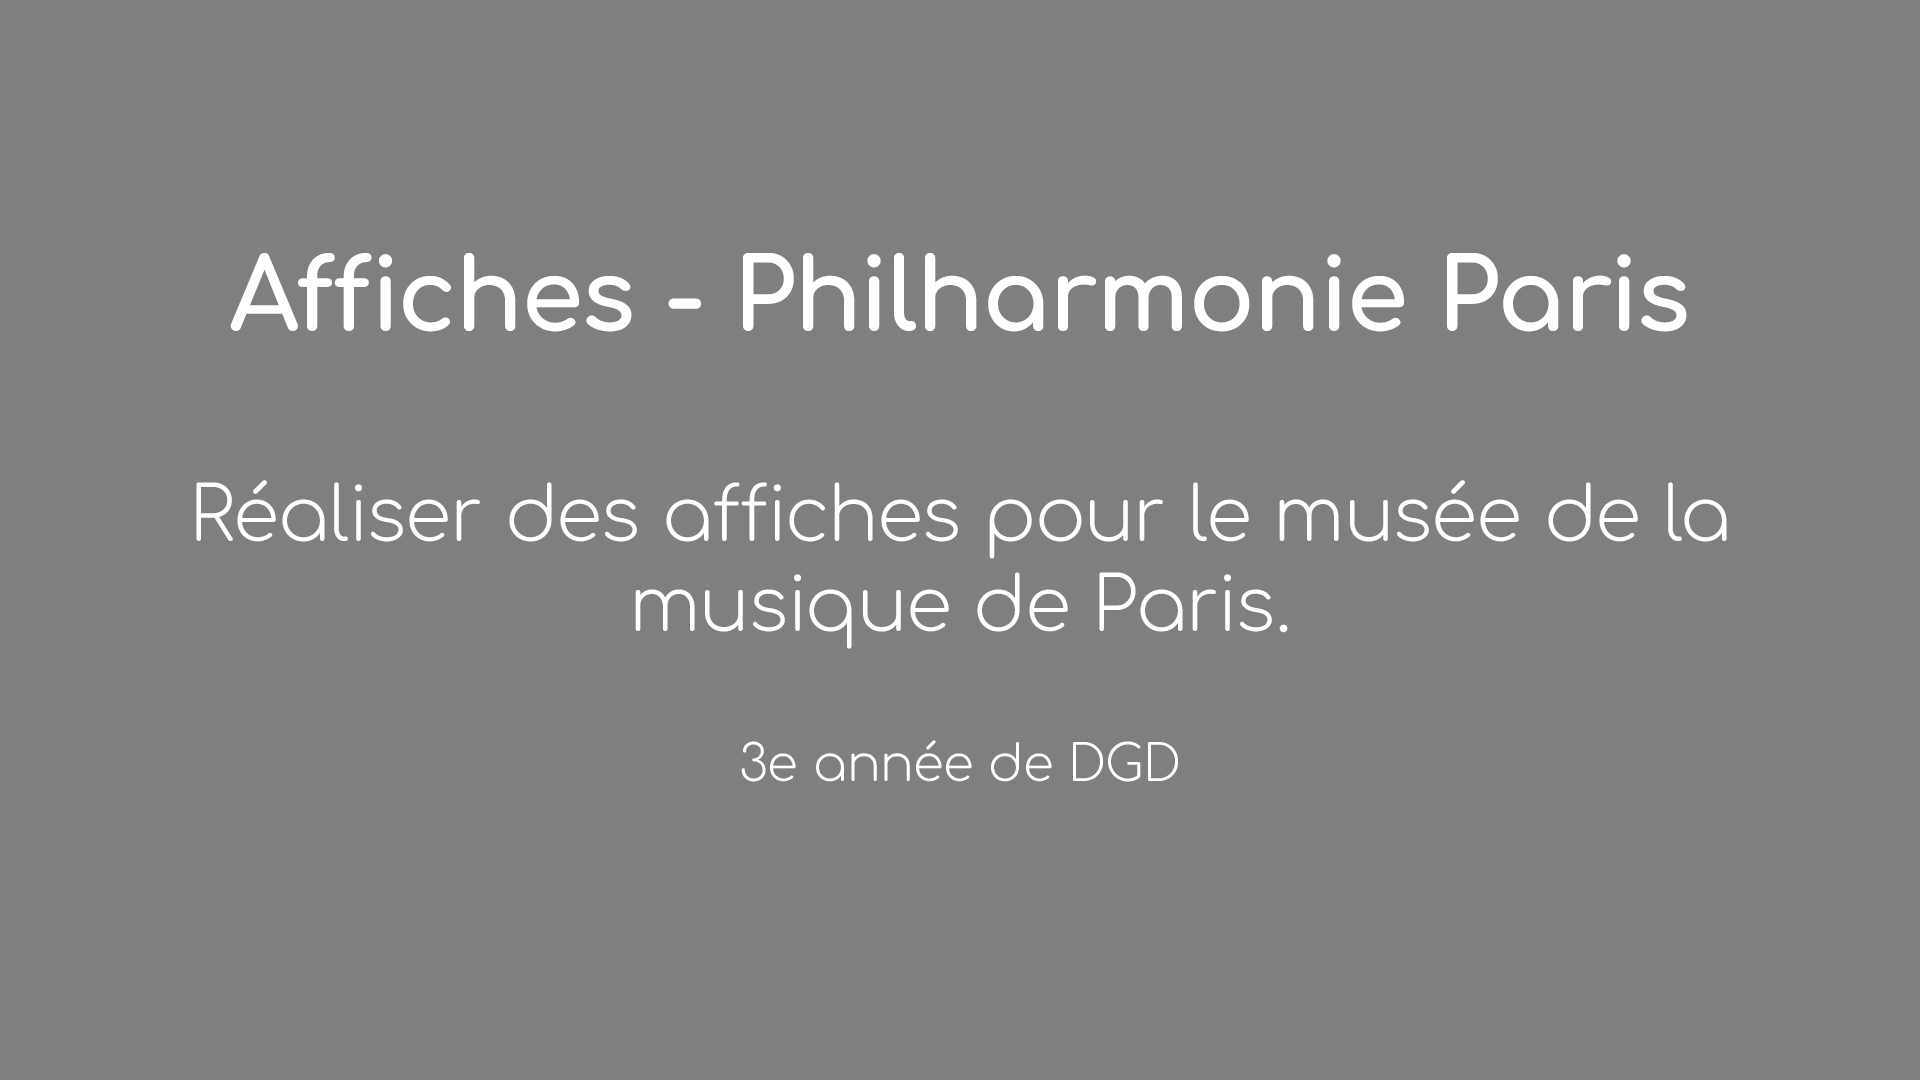 Affiches - Philharmonie Paris
Réaliser des affiches pour le musée de la
musique de Paris.
3e année de DGD